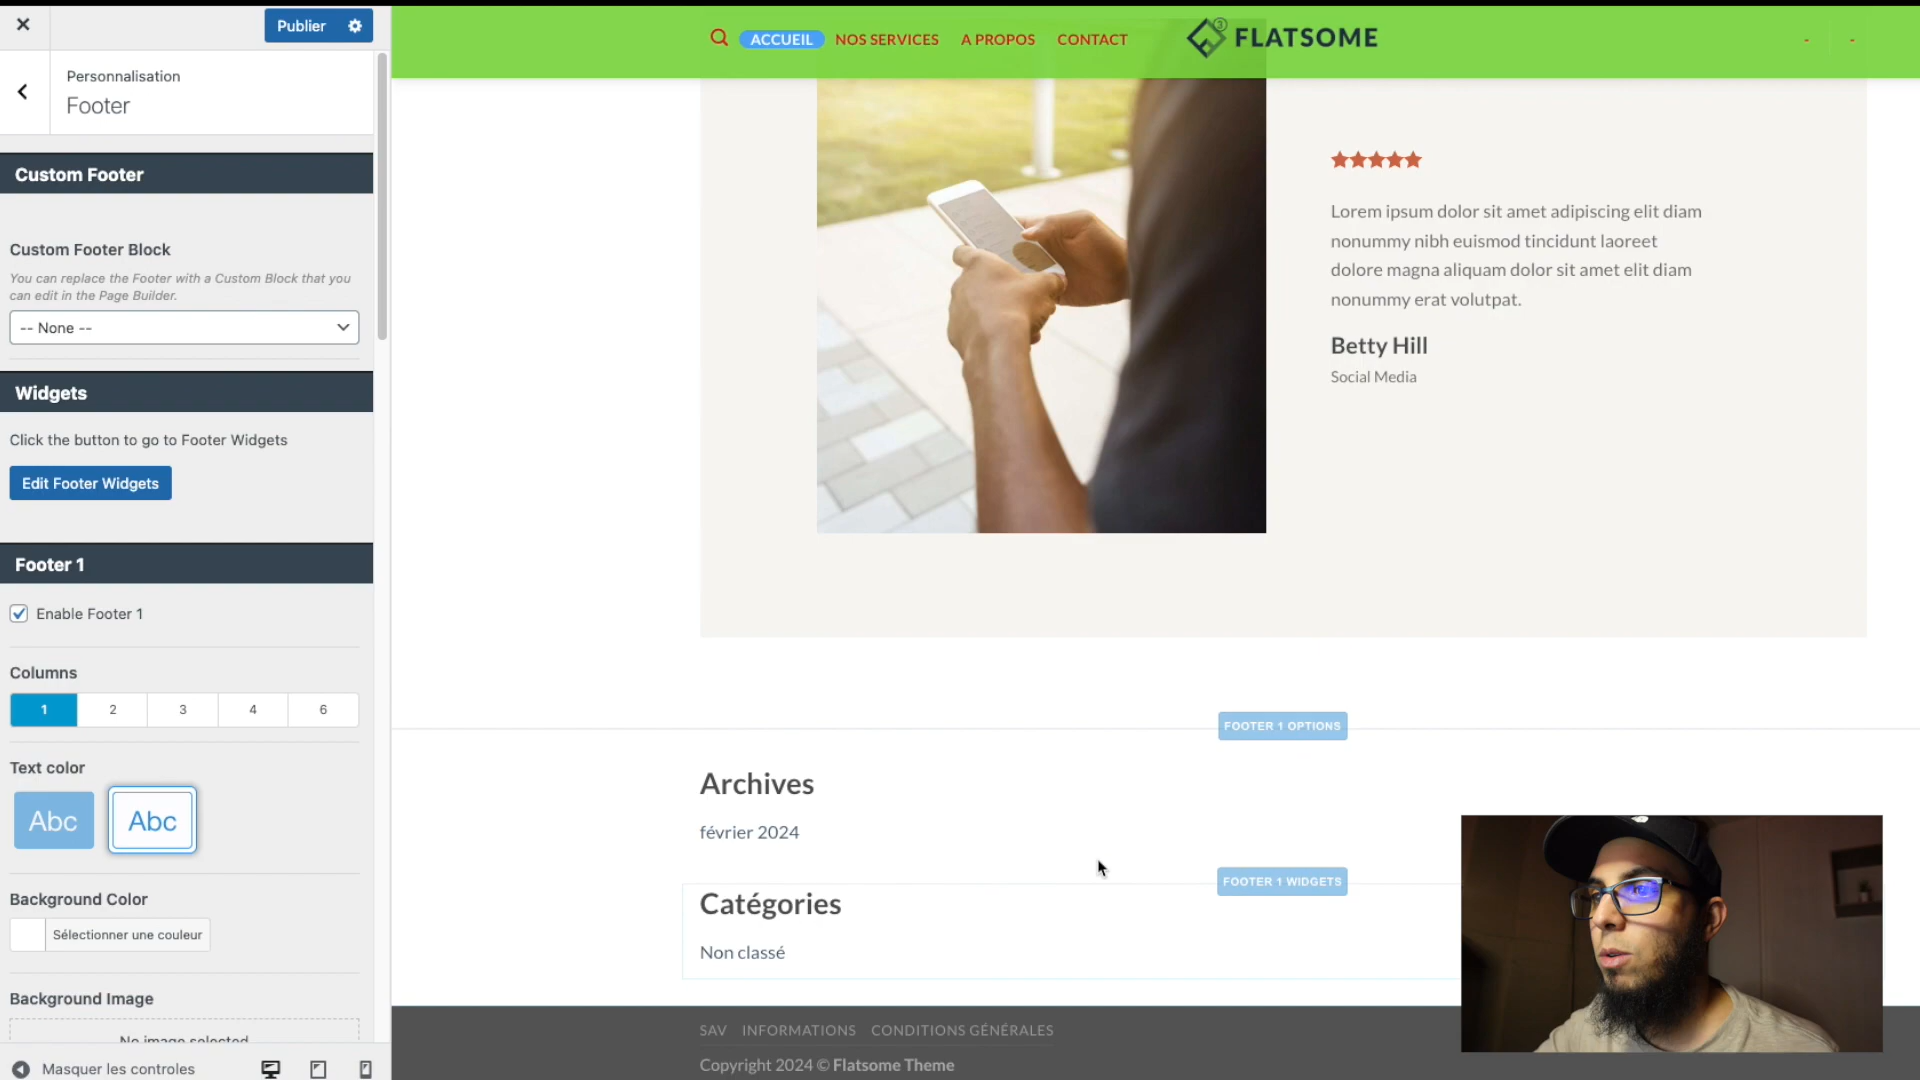 Publier
Personnalisation
Footer
Custom Footer
Custom Footer Block
You can replace the Footer with a Custom Block that you
can edit in the Page Builder.
-- None --
Widgets
Click the button to go to Footer Widgets
Edit Footer Widgets
Footer 1
Enable Footer 1
Columns
1 2 3 4 6
Text color
Abc Abc
Background Color
Sélectionner une couleur
Background Image
No image selected
Masquer les controles
ACCUEIL NOS SERVICES A PROPOS CONTACT
3
FLATSOME
- -
Lorem ipsum dolor sit amet adipiscing elit diam
nonummy nibh euismod tincidunt laoreet
dolore magna aliquam dolor sit amet elit diam
nonummy erat volutpat.
Betty Hill
Social Media
FOOTER 1 OPTIONS
Archives
février 2024
FOOTER 1 WIDGETS
Catégories
Non classé
SAV INFORMATIONS CONDITIONS GÉNÉRALES
Copyright 2024 © Flatsome Theme